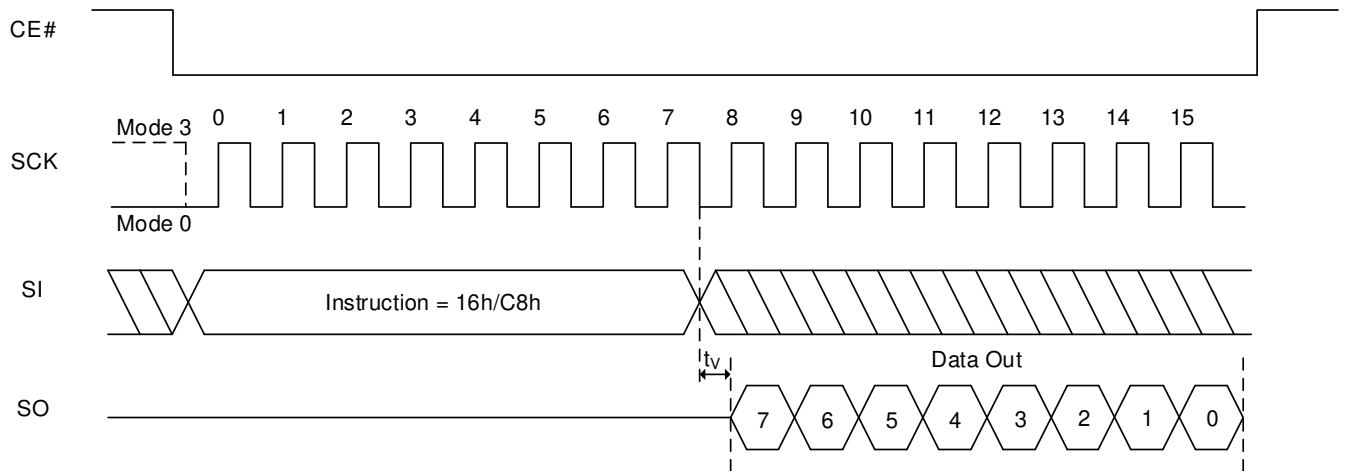 CE#
Mode 3 0 1 2 3 4 5 6 7 8 9 10 11 12 13 14 15
SCK
Mode 0
SI
Instruction = 16h/C8h
tV Data Out
SO
7 6 5 4 3 2 1 0